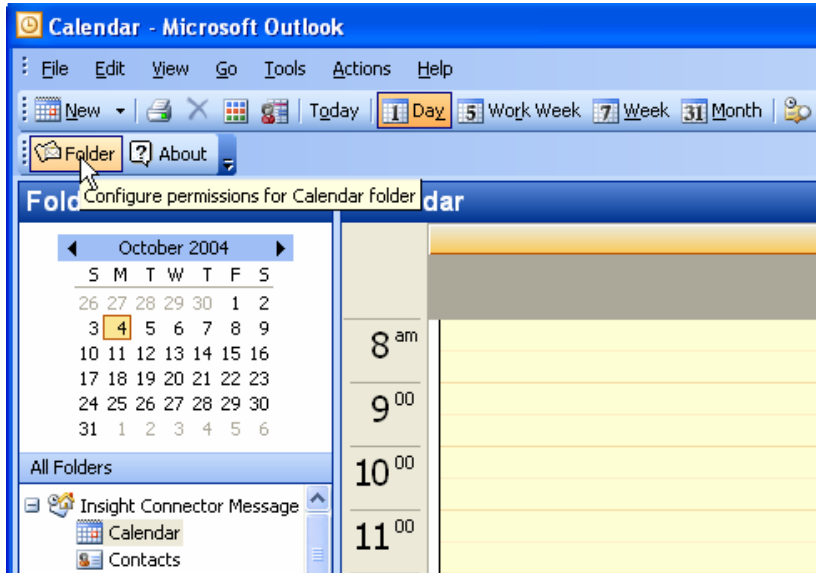 Calendar - Microsoft Outlook
File Edit View Go Tools Actions Help
New Today 1 Day 5 Work Week 7 Week 31 Month
Folder ? About
Configure permissions for Calendar folder
Fold dar
October 2004
S M T W T F S
26 27 28 29 30 1 2
3 4 5 6 7 8 9
10 11 12 13 14 15 16
17 18 19 20 21 22 23
24 25 26 27 28 29 30
31 1 2 3 4 5 6
8 am
9 00
10 00
11 00
All Folders
Insight Connector Message
Calendar
Contacts